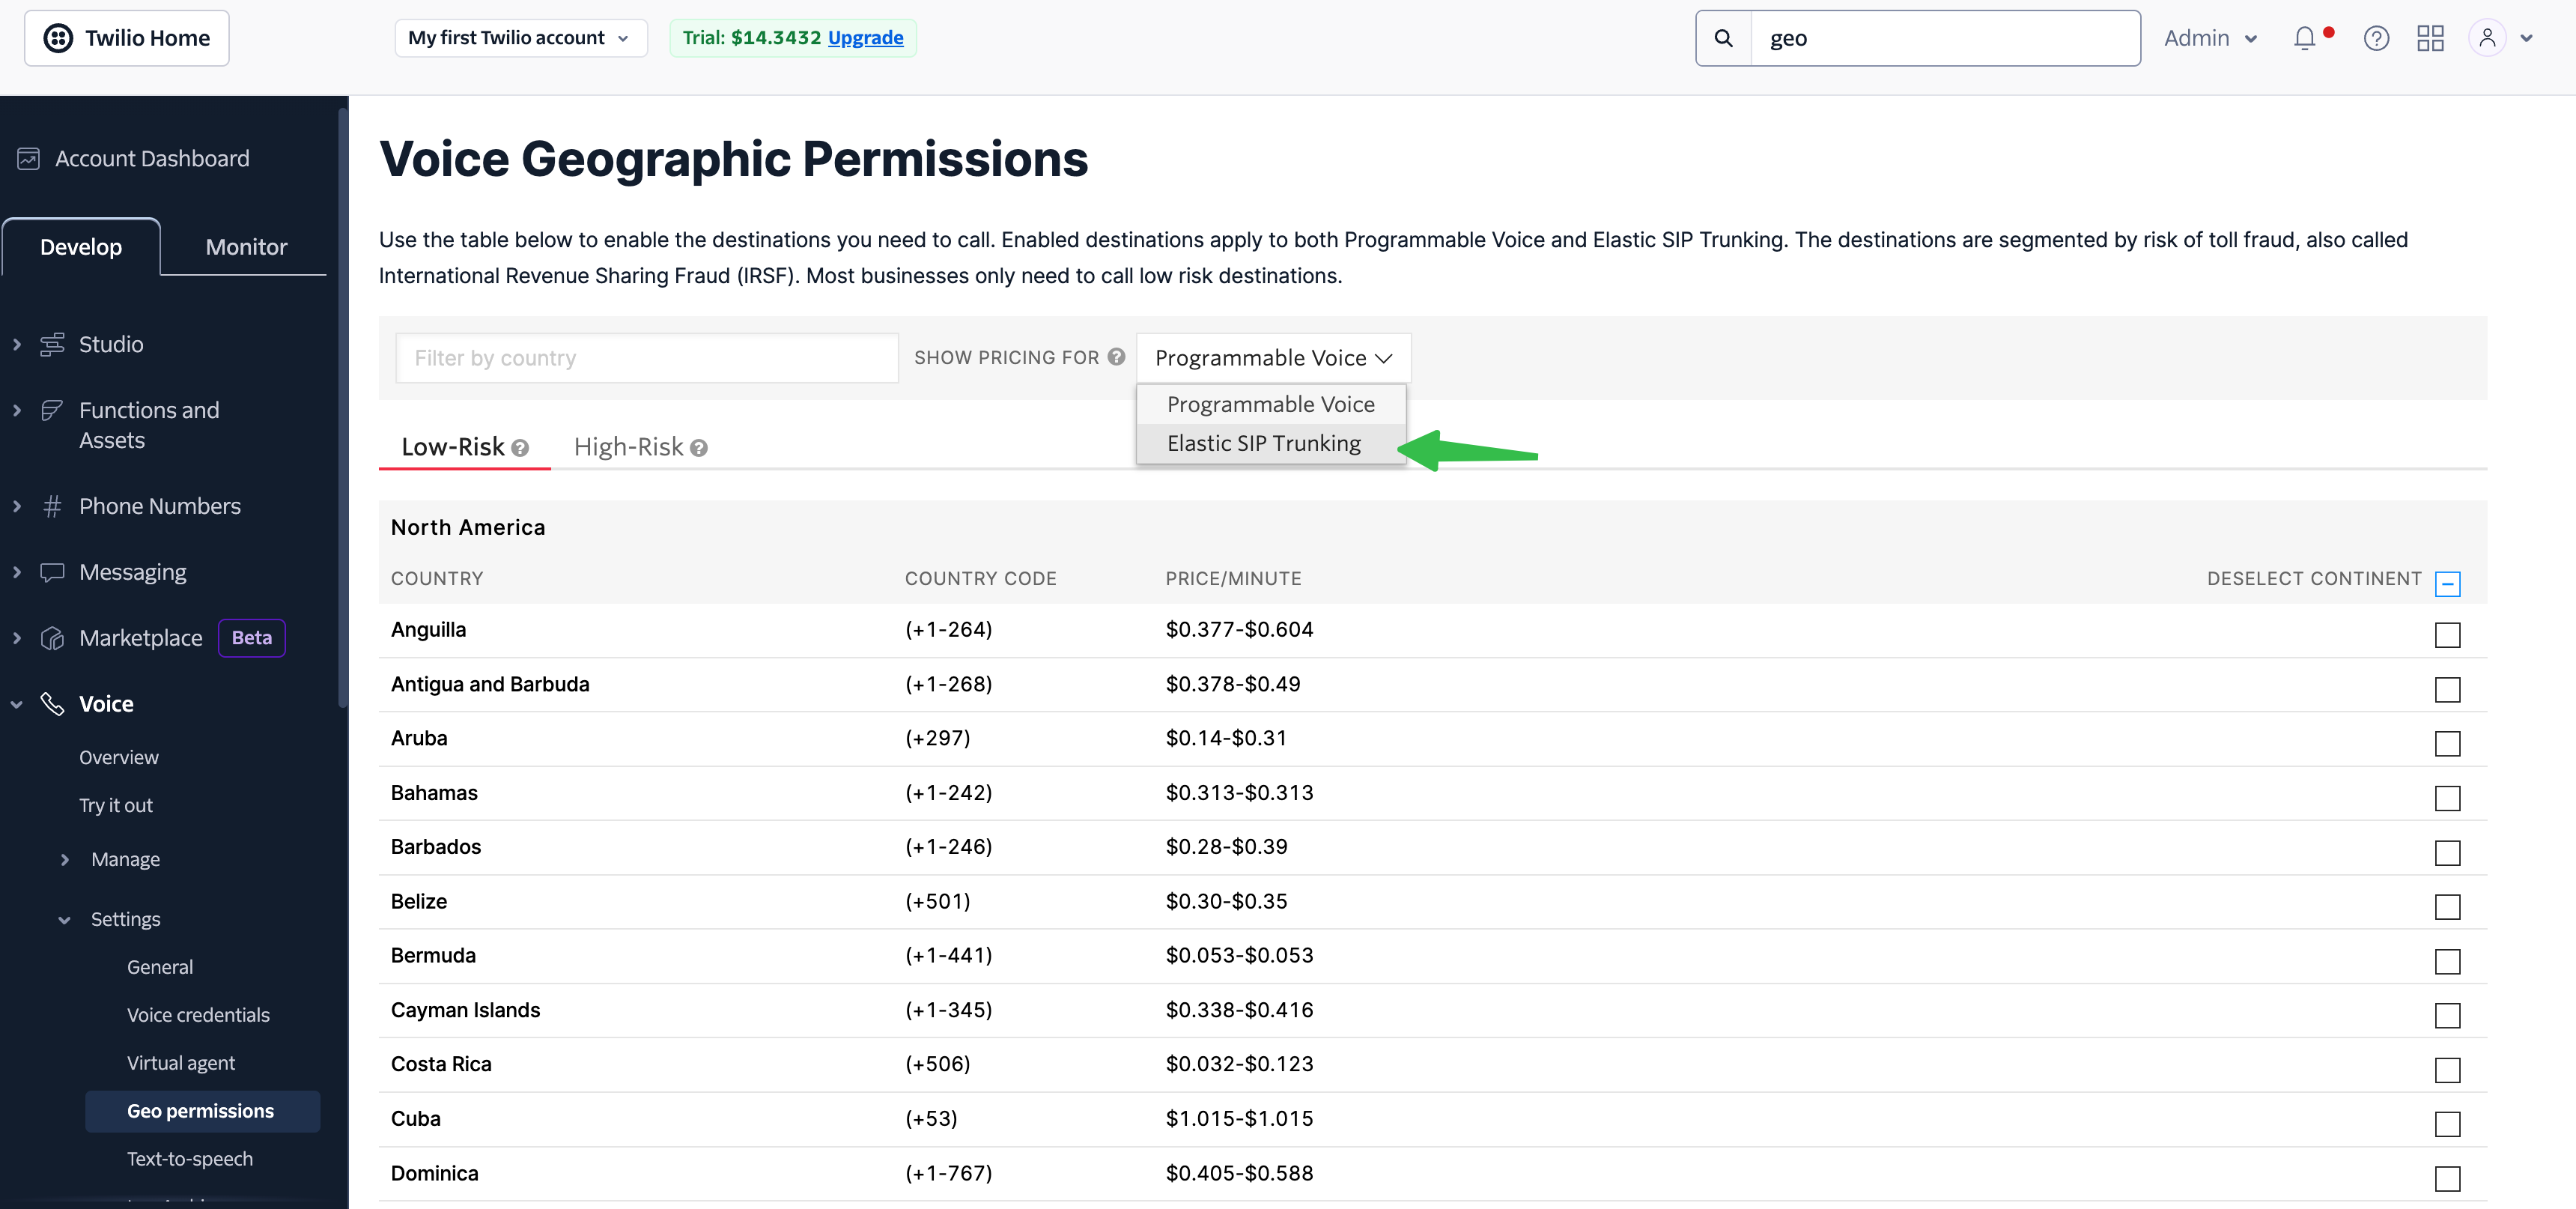 Twilio Home
My first Twilio account
Trial: $14.3432 Upgrade
geo
Admin
Account Dashboard
Develop
Monitor
Studio
Functions and
Assets
Phone Numbers
Messaging
Marketplace Beta
Voice
Overview
Try it out
Manage
Settings
General
Voice credentials
Virtual agent
Geo permissions
Text-to-speech
Voice Geographic Permissions
Use the table below to enable the destinations you need to call. Enabled destinations apply to both Programmable Voice and Elastic SIP Trunking. The destinations are segmented by risk of toll fraud, also called
International Revenue Sharing Fraud (IRSF). Most businesses only need to call low risk destinations.
Filter by country
SHOW PRICING FOR ?
Programmable Voice
Programmable Voice
Elastic SIP Trunking
Low-Risk ?
High-Risk ?
North America
COUNTRY COUNTRY CODE PRICE/MINUTE DESELECT CONTINENT
Anguilla (+1-264) $0.377-$0.604
Antigua and Barbuda (+1-268) $0.378-$0.49
Aruba (+297) $0.14-$0.31
Bahamas (+1-242) $0.313-$0.313
Barbados (+1-246) $0.28-$0.39
Belize (+501) $0.30-$0.35
Bermuda (+1-441) $0.053-$0.053
Cayman Islands (+1-345) $0.338-$0.416
Costa Rica (+506) $0.032-$0.123
Cuba (+53) $1.015-$1.015
Dominica (+1-767) $0.405-$0.588